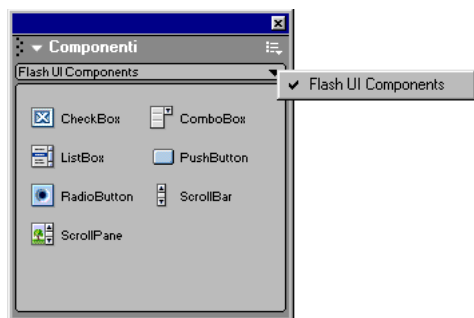 Componenti
Flash UI Components
Flash UI Components
CheckBox
ComboBox
ListBox
PushButton
RadioButton
ScrollBar
ScrollPane